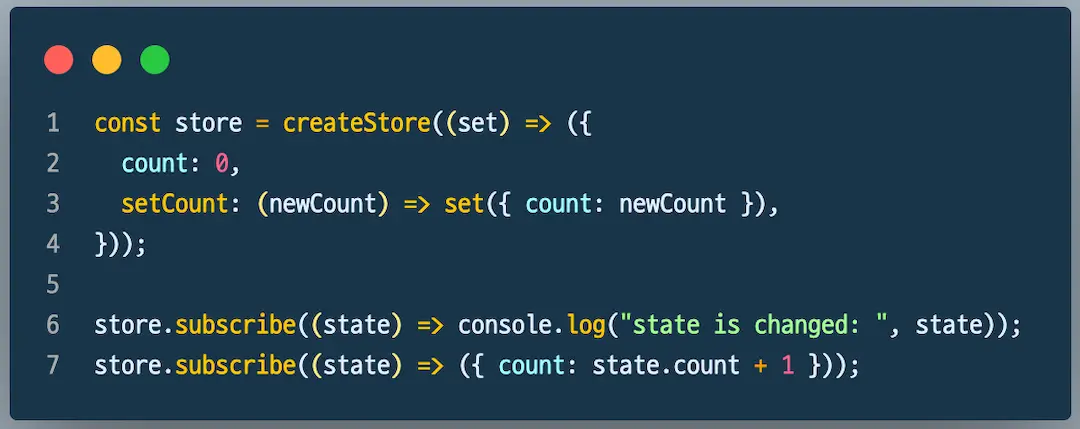 1 const store = createStore((set) => ({
2   count: 0,
3   setCount: (newCount) => set({ count: newCount }),
4 }));
5
6 store.subscribe((state) => console.log("state is changed: ", state));
7 store.subscribe((state) => ({ count: state.count + 1 }));